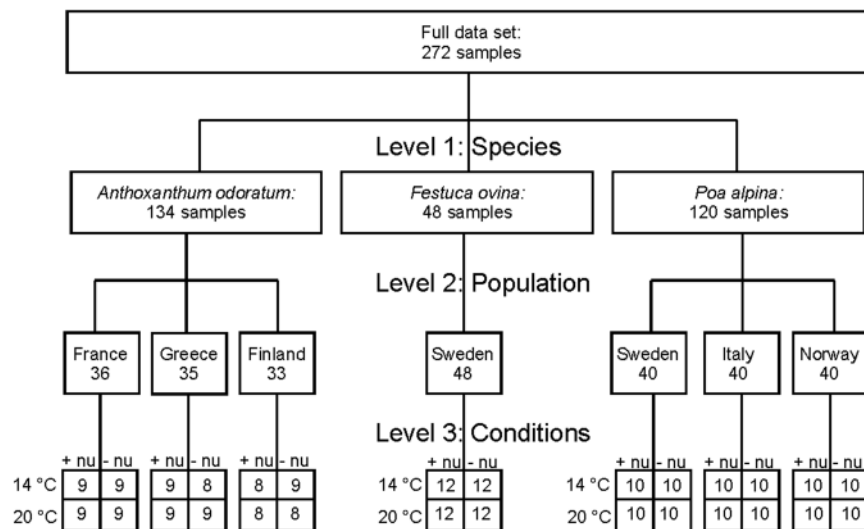 Full data set:
272 samples
Level 1: Species
Anthoxanthum odoratum:
134 samples
Festuca ovina:
48 samples
Poa alpina:
120 samples
Level 2: Population
France
36
Greece
35
Finland
33
Sweden
48
Sweden
40
Italy
40
Norway
40
Level 3: Conditions
+ nu - nu + nu - nu + nu - nu + nu - nu + nu - nu + nu - nu + nu - nu
14 °C 9 9 9 8 8 9 14 °C 12 12 14 °C 10 10 10 10 10 10
20 °C 9 9 9 9 8 8 20 °C 12 12 20 °C 10 10 10 10 10 10